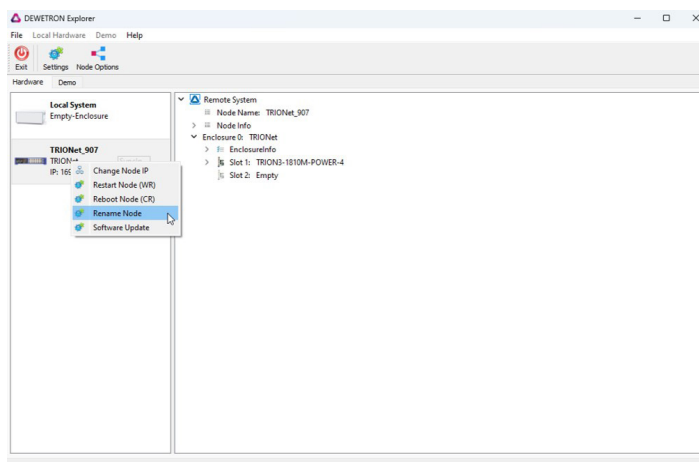 DEWETRON Explorer
File Local Hardware Demo Help
Exit Settings Node Options
Hardware Demo
Local System
Empty-Enclosure
TRIONet_907
TRIONet
IP: 169
Change Node IP
Restart Node (WR)
Reboot Node (CR)
Rename Node
Software Update
Remote System
Node Name: TRIONet_907
Node Info
Enclosure 0: TRIONet
EnclosureInfo
Slot 1: TRION3-1810M-POWER-4
Slot 2: Empty